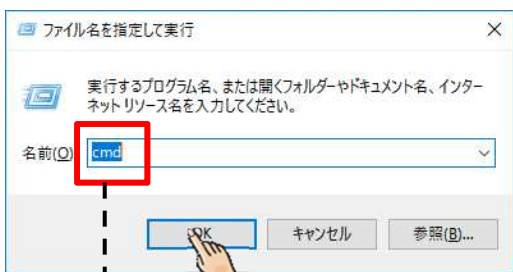 ファイル名を指定して実行
実行するプログラム名、または開くフォルダーやドキュメント名、インター
ネット リソース名を入力してください。
名前(O)
cmd
OK
キャンセル
参照(B)...